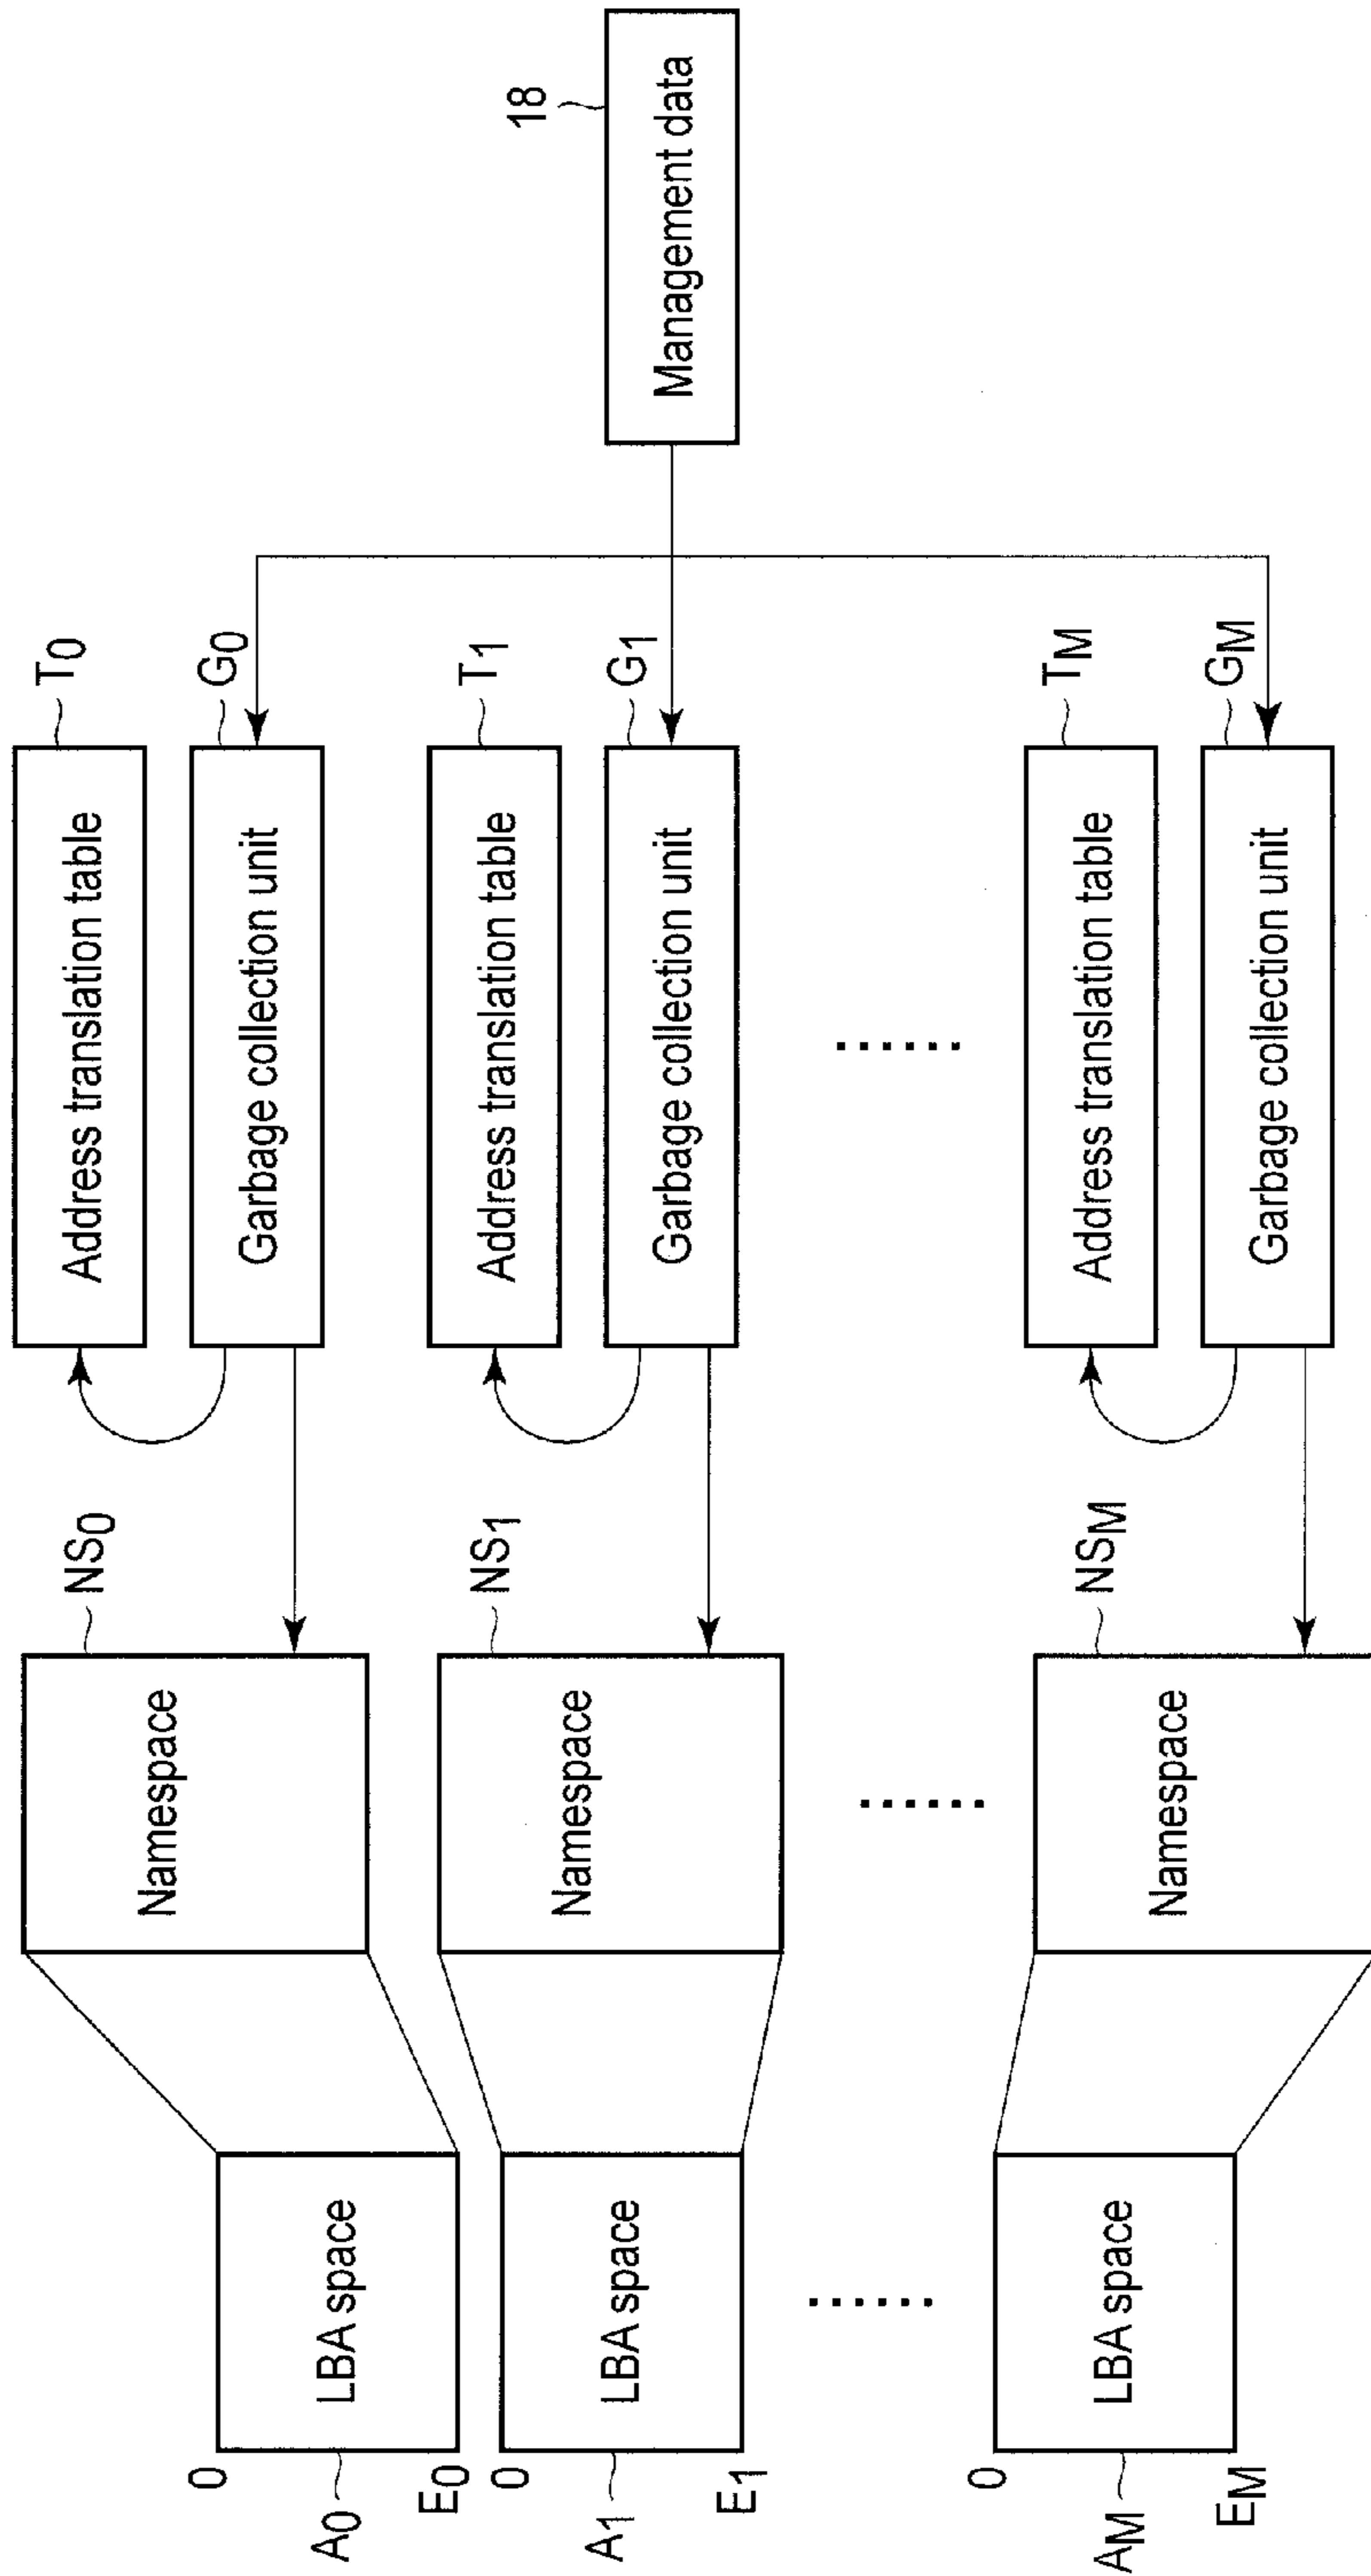 0
A0
E0
LBA space
0
A1
E1
LBA space
......
0
AM
EM
LBA space
Namespace
NS0
Namespace
NS1
......
Namespace
NSM
Address translation table
T0
Garbage collection unit
G0
Address translation table
T1
Garbage collection unit
G1
......
Address translation table
TM
Garbage collection unit
GM
Management data
18